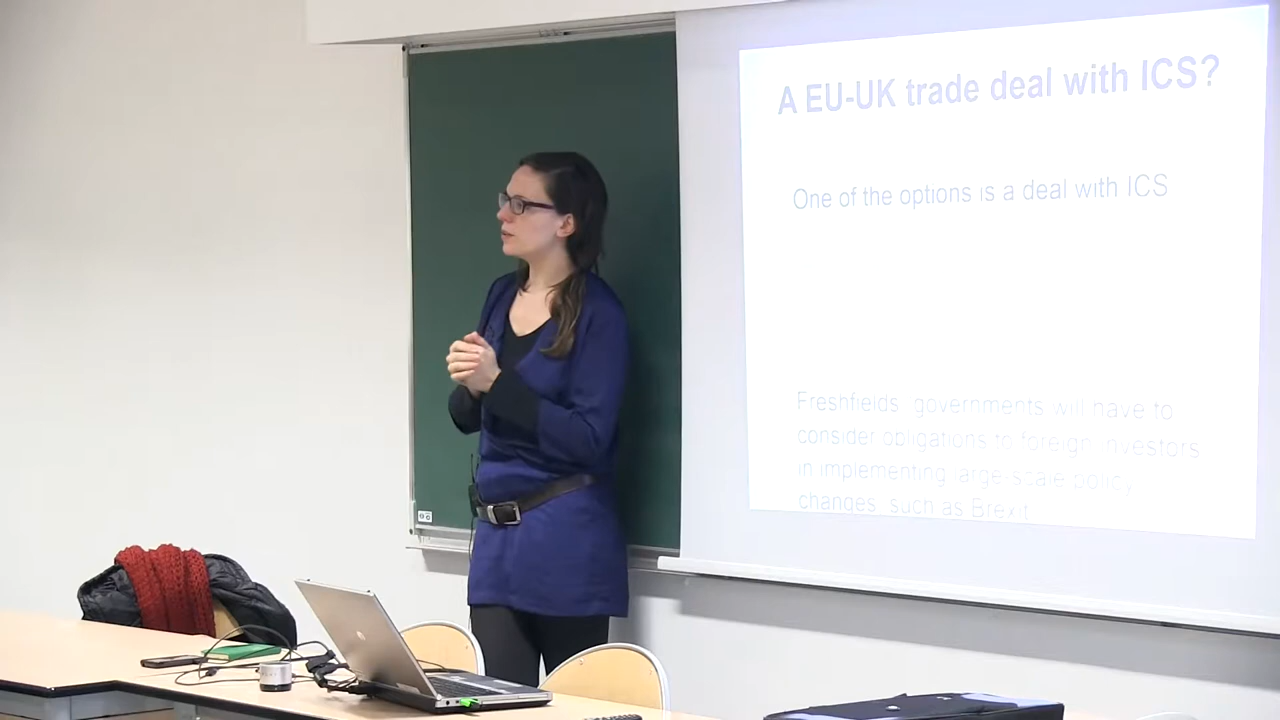 A EU-UK trade deal with ICS?
One of the options is a deal with ICS
Freshfields governments will have to
consider obligations to foreign investors
in implementing large-scale policy
changes, such as Brexit